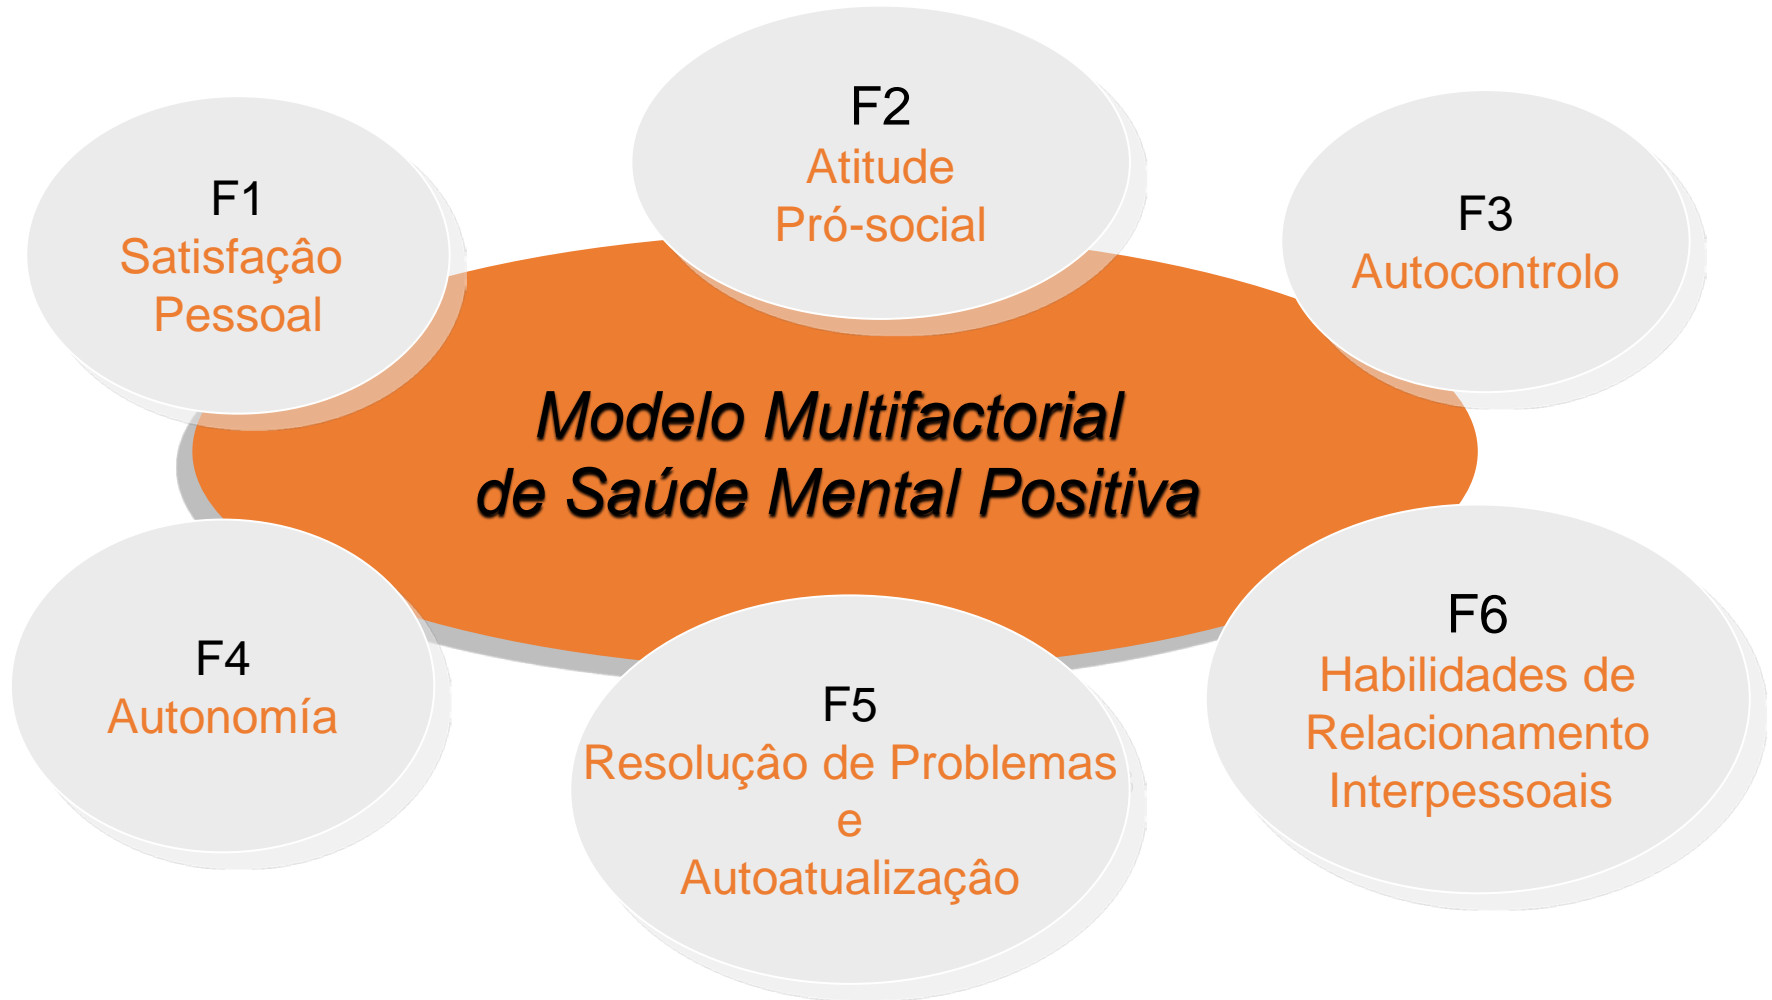 F1
Satisfaçâo
Pessoal
F2
Atitude
Pró-social
F3
Autocontrolo
Modelo Multifactorial
de Saúde Mental Positiva
F4
Autonomía
F5
Resoluçâo de Problemas
e
Autoatualizaçâo
F6
Habilidades de
Relacionamento
Interpessoais